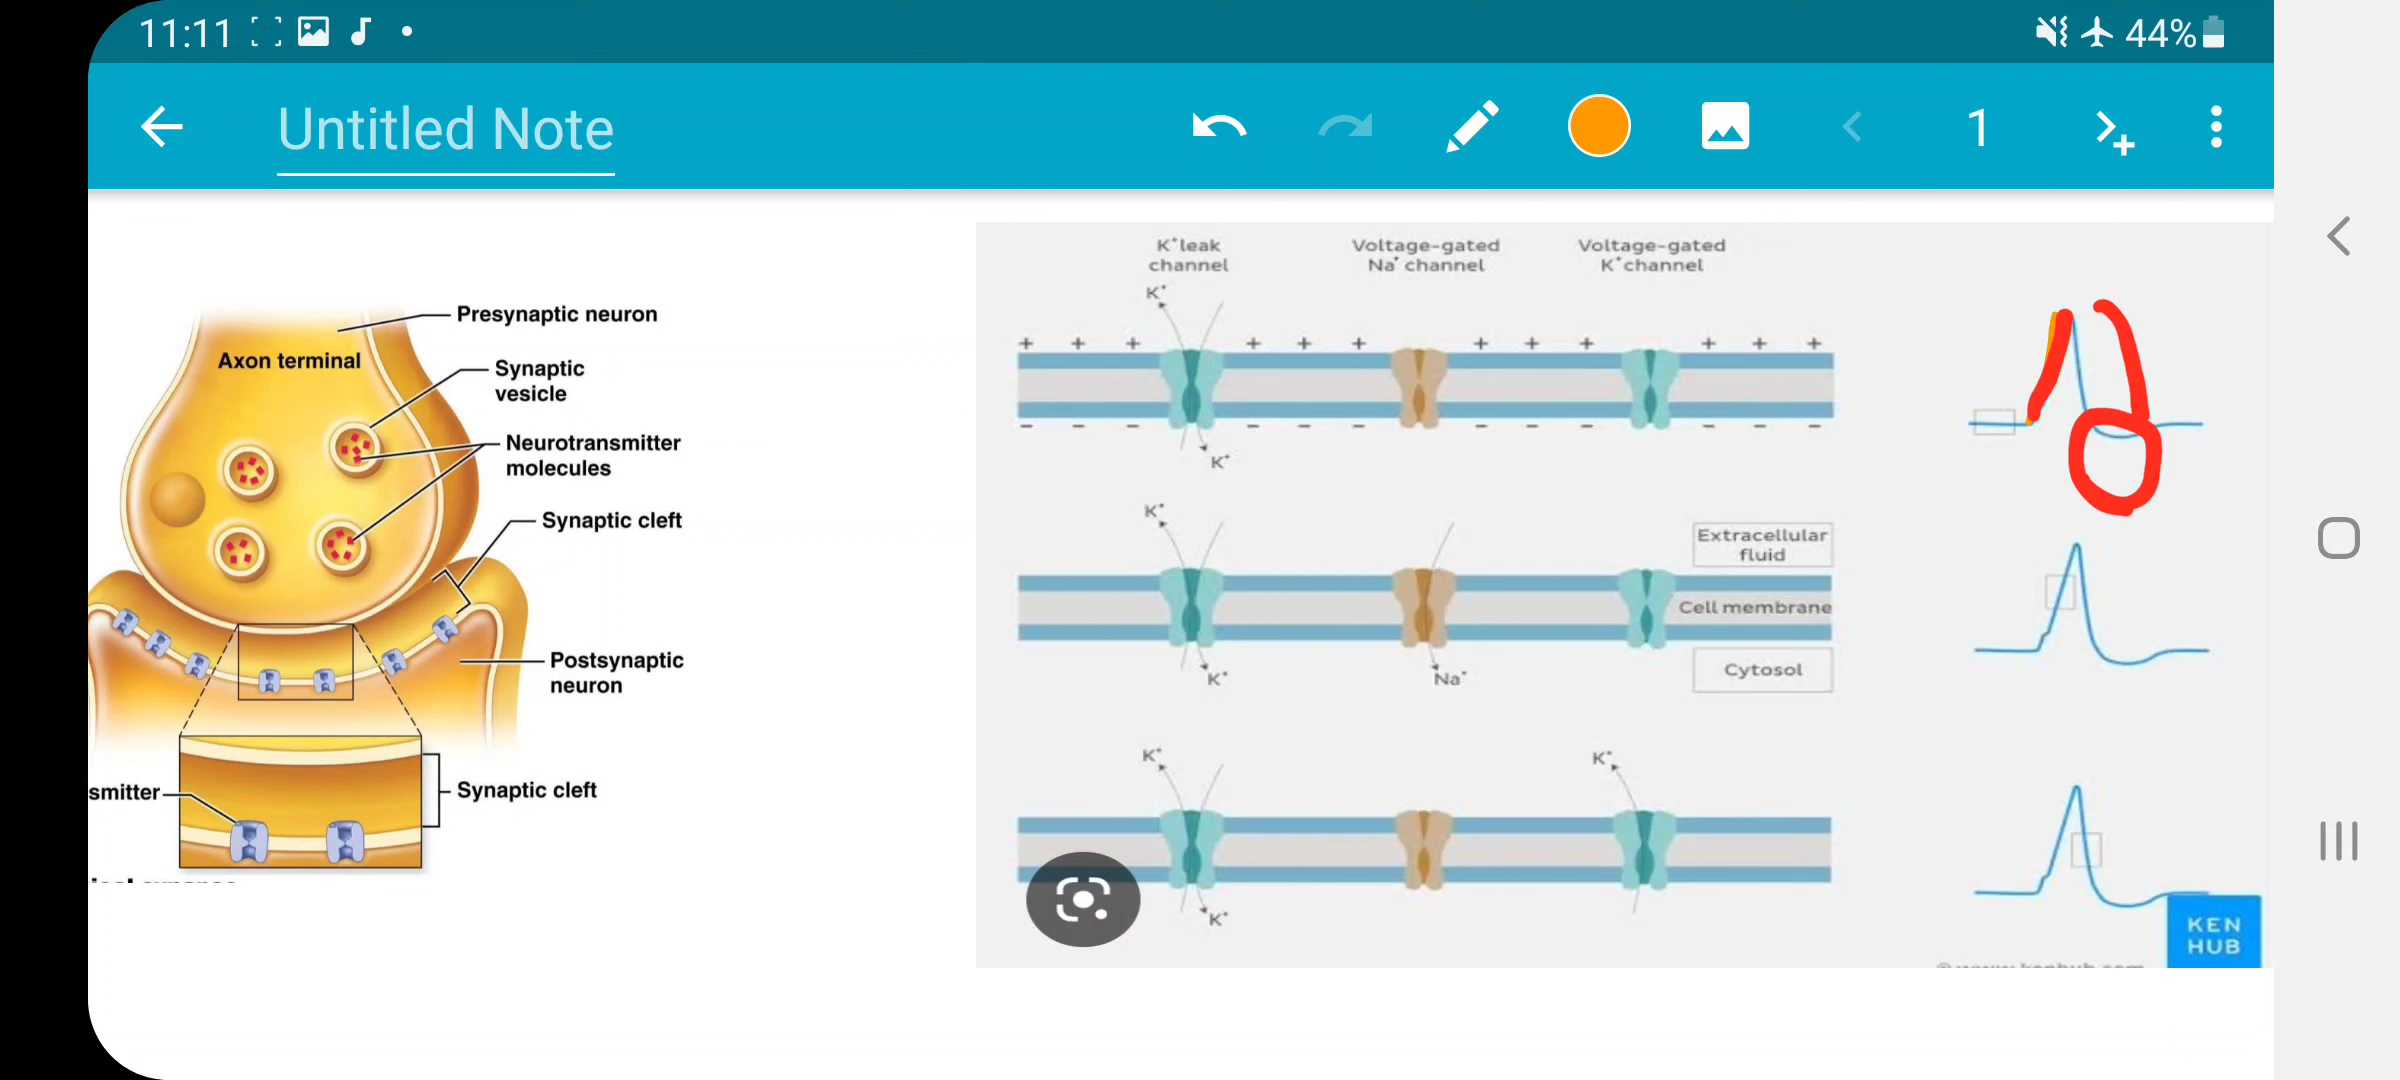 11:11
44%
Untitled Note
1
Presynaptic neuron
Axon terminal
Synaptic
vesicle
Neurotransmitter
molecules
Synaptic cleft
Postsynaptic
neuron
smitter
Synaptic cleft
K⁺leak
channel
Voltage-gated
Na⁺ channel
Voltage-gated
K⁺channel
K⁺
+ + + + + + + + + + + +
− − − − − − − − − − − −
K⁺
K⁺
Extracellular
fluid
Cell membrane
Cytosol
K⁺
Na⁺
K⁺
K⁺
K⁺
KEN
HUB